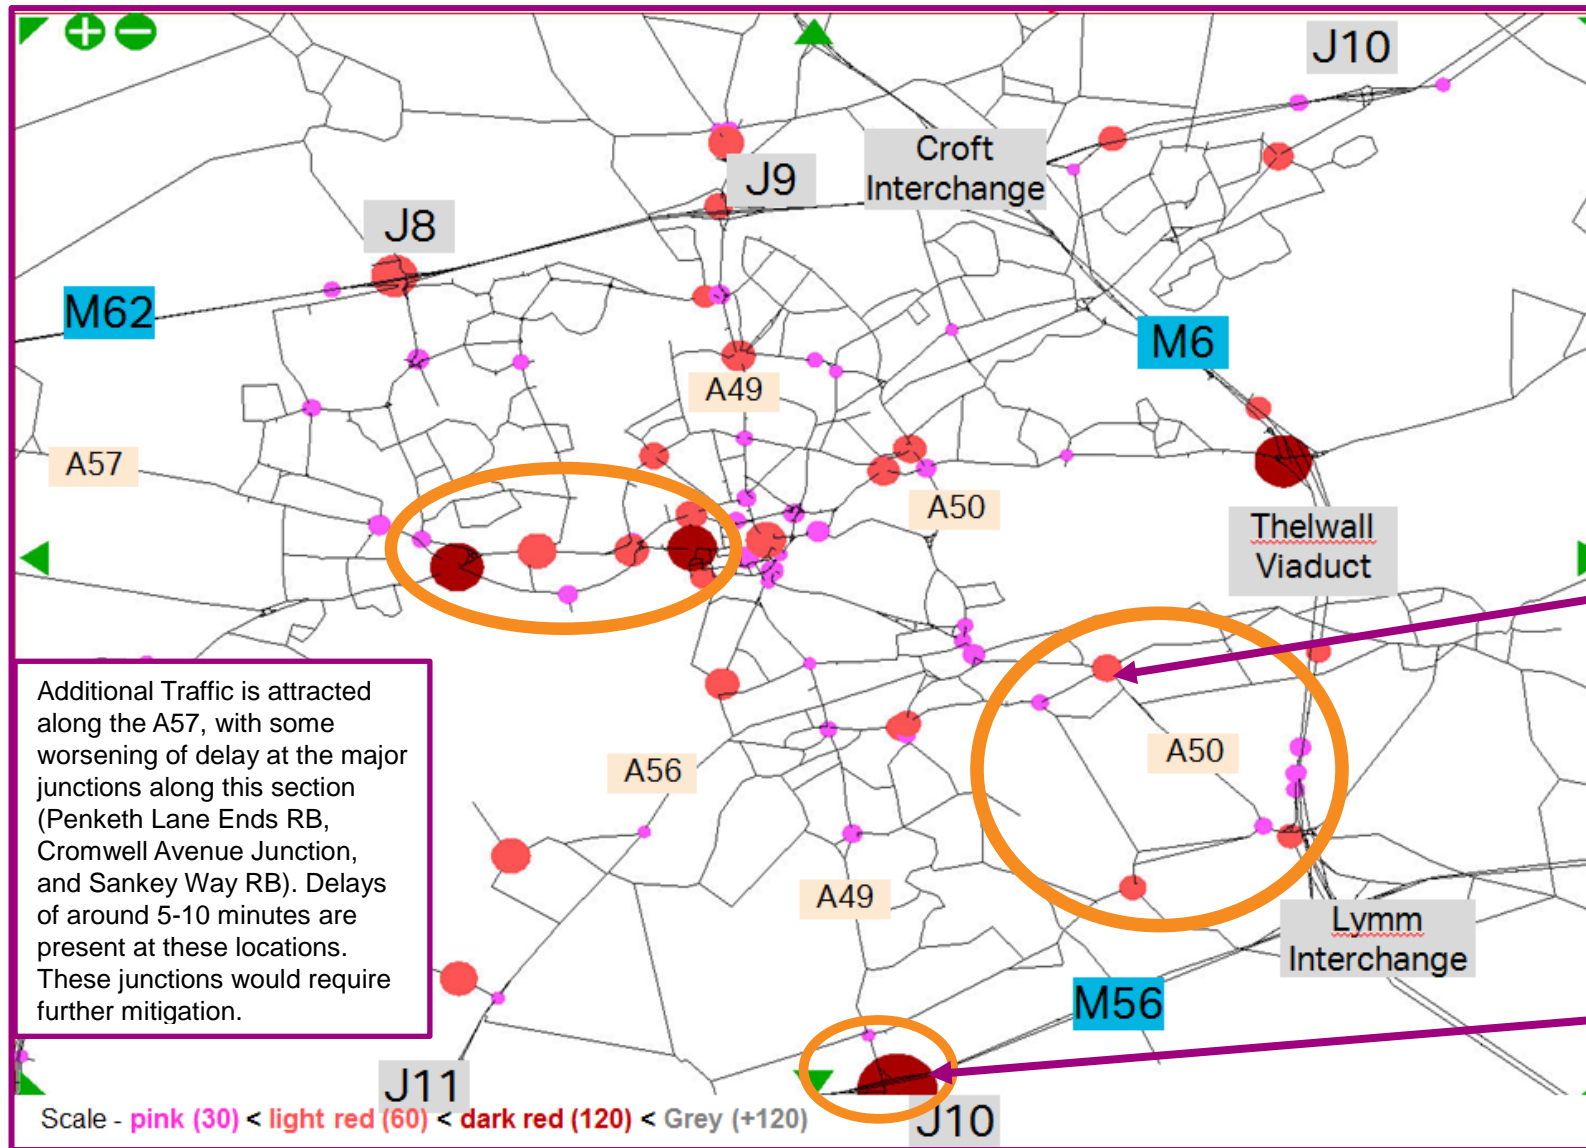 J10
Croft
Interchange
J9
J8
M62
M6
A49
A57
A50
Thelwall
Viaduct
Additional Traffic is attracted
along the A57, with some
worsening of delay at the major
junctions along this section
(Penketh Lane Ends RB,
Cromwell Avenue Junction,
and Sankey Way RB). Delays
of around 5-10 minutes are
present at these locations.
These junctions would require
further mitigation.
A50
A56
A49
Lymm
Interchange
M56
J11
J10
Scale - pink (30) < light red (60) < dark red (120) < Grey (+120)